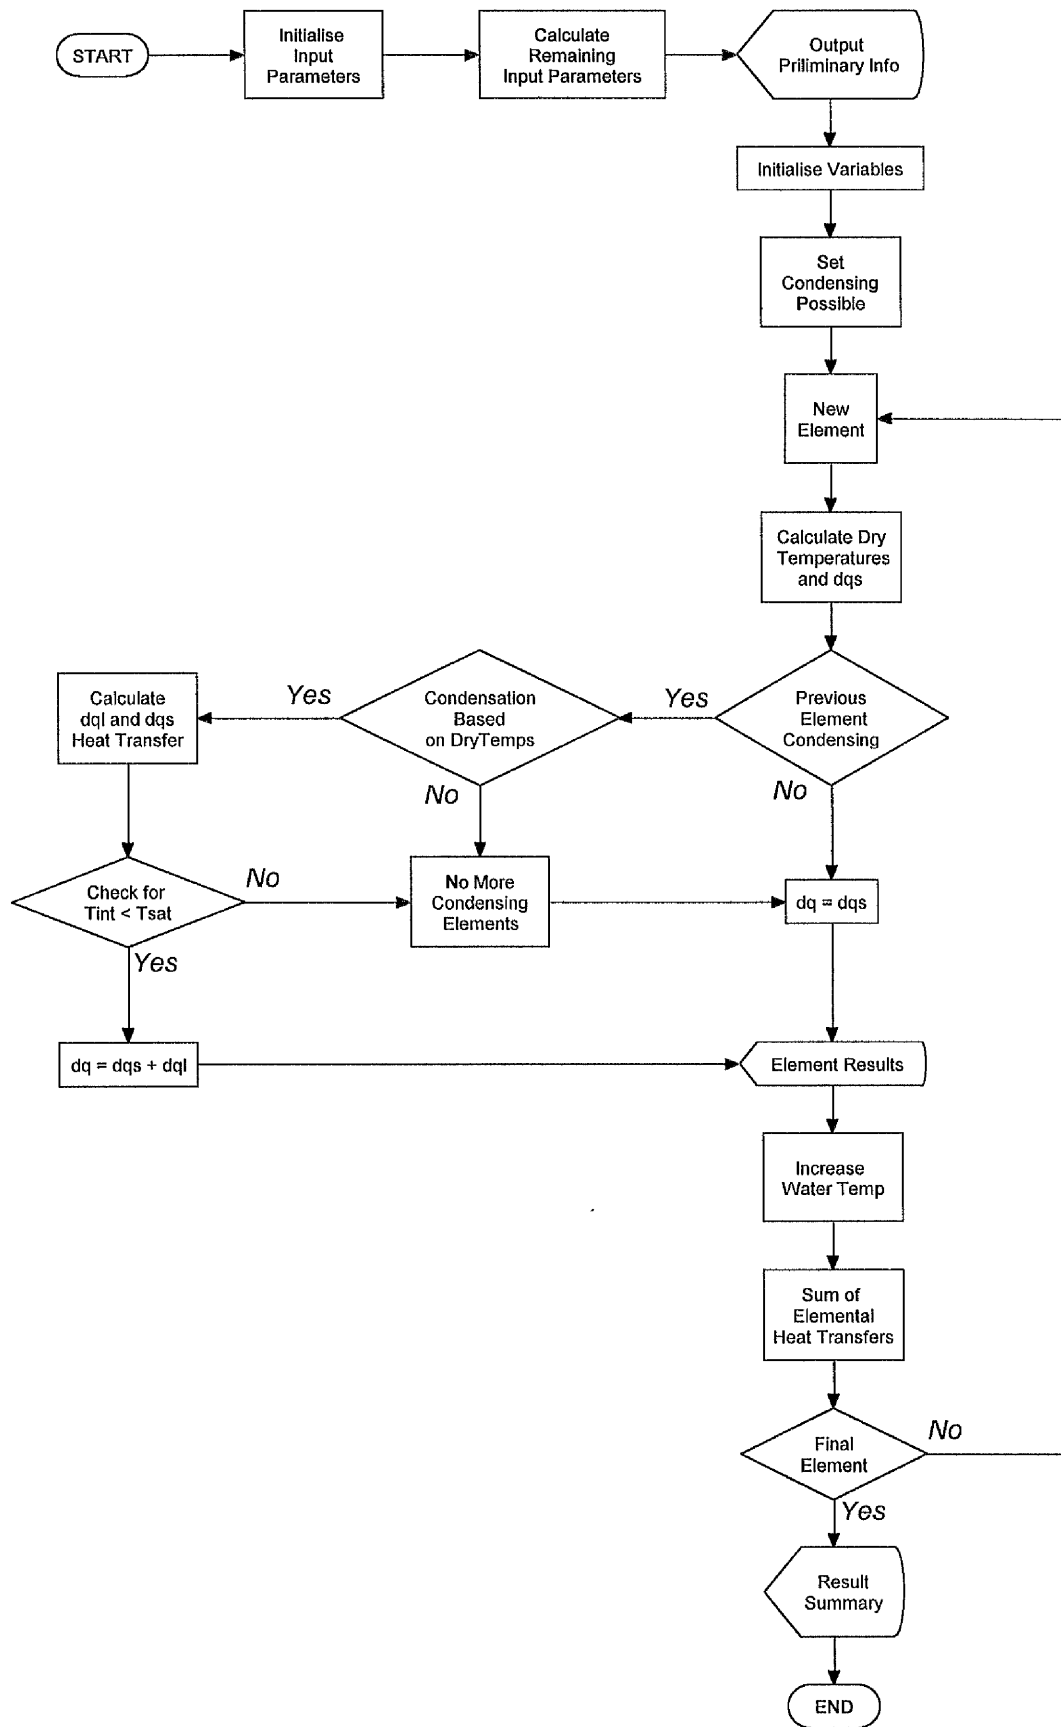 START
Initialise
Input
Parameters
Calculate
Remaining
Input Parameters
Output
Priliminary Info
Initialise Variables
Set
Condensing
Possible
New
Element
Calculate Dry
Temperatures
and dqs
Previous
Element
Condensing
Yes
No
Condensation
Based
on DryTemps
Yes
No
Calculate
dql and dqs
Heat Transfer
Check for
Tint < Tsat
No
Yes
No More
Condensing
Elements
dq = dqs
dq = dqs + dql
Element Results
Increase
Water Temp
Sum of
Elemental
Heat Transfers
Final
Element
No
Yes
Result
Summary
END